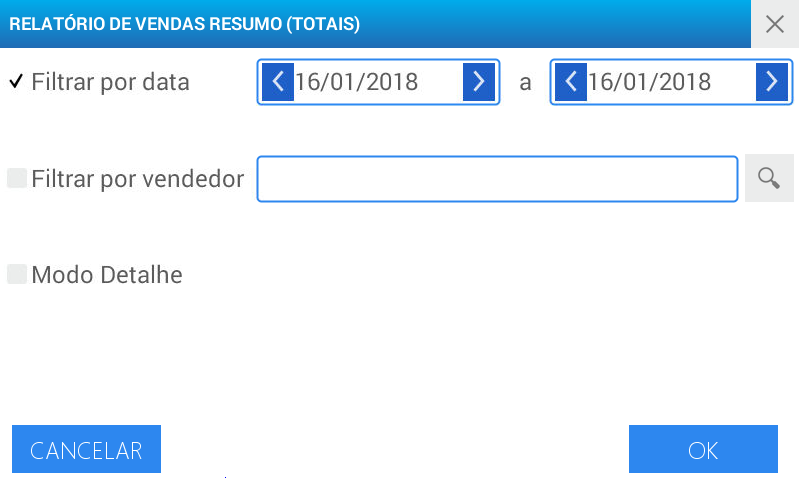 RELATÓRIO DE VENDAS RESUMO (TOTAIS)
Filtrar por data 16/01/2018 a 16/01/2018
Filtrar por vendedor
Modo Detalhe
CANCELAR OK